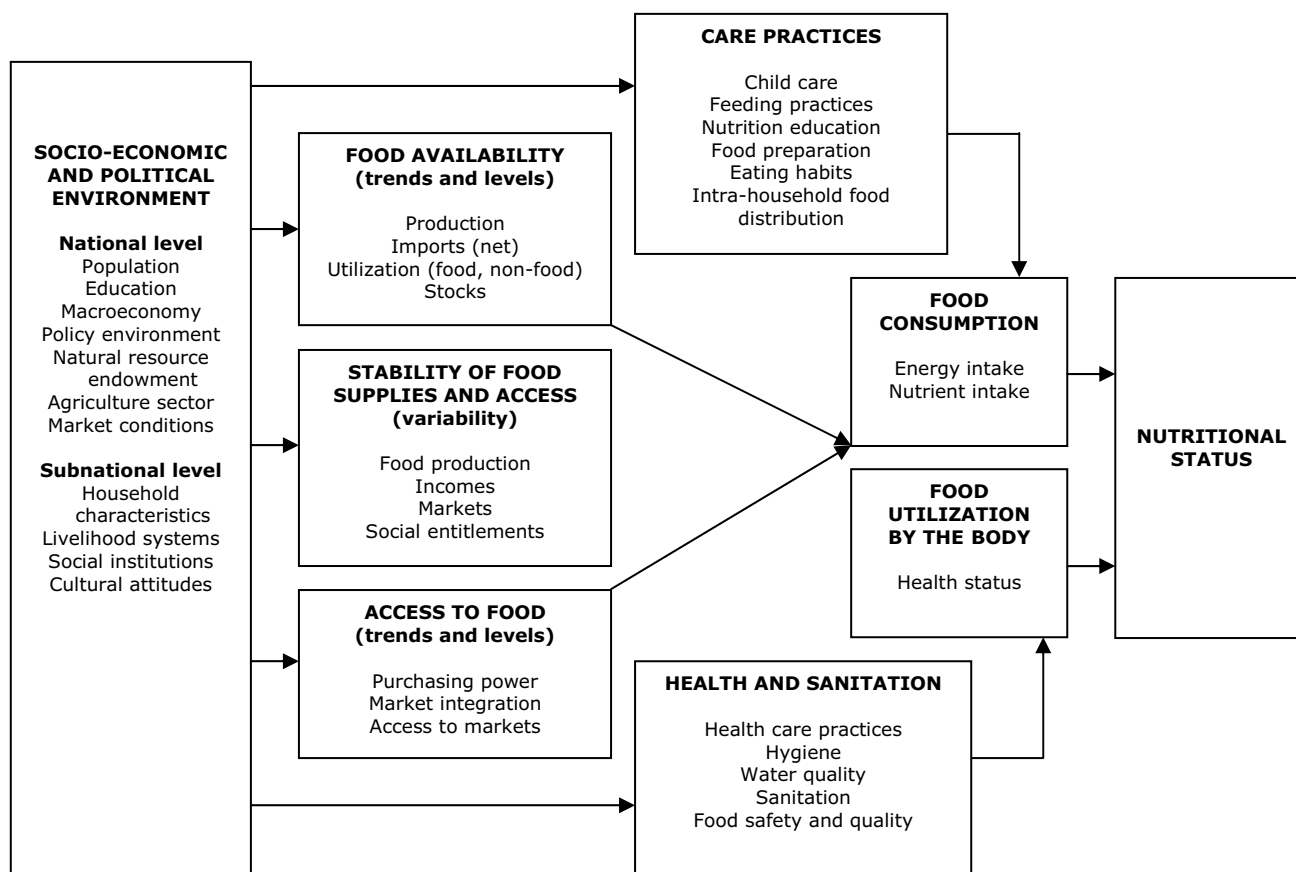 SOCIO-ECONOMIC
AND POLITICAL
ENVIRONMENT
National level
Population
Education
Macroeconomy
Policy environment
Natural resource
endowment
Agriculture sector
Market conditions
Subnational level
Household
characteristics
Livelihood systems
Social institutions
Cultural attitudes
FOOD AVAILABILITY
(trends and levels)
Production
Imports (net)
Utilization (food, non-food)
Stocks
STABILITY OF FOOD
SUPPLIES AND ACCESS
(variability)
Food production
Incomes
Markets
Social entitlements
ACCESS TO FOOD
(trends and levels)
Purchasing power
Market integration
Access to markets
CARE PRACTICES
Child care
Feeding practices
Nutrition education
Food preparation
Eating habits
Intra-household food
distribution
HEALTH AND SANITATION
Health care practices
Hygiene
Water quality
Sanitation
Food safety and quality
FOOD
CONSUMPTION
Energy intake
Nutrient intake
FOOD
UTILIZATION
BY THE BODY
Health status
NUTRITIONAL
STATUS